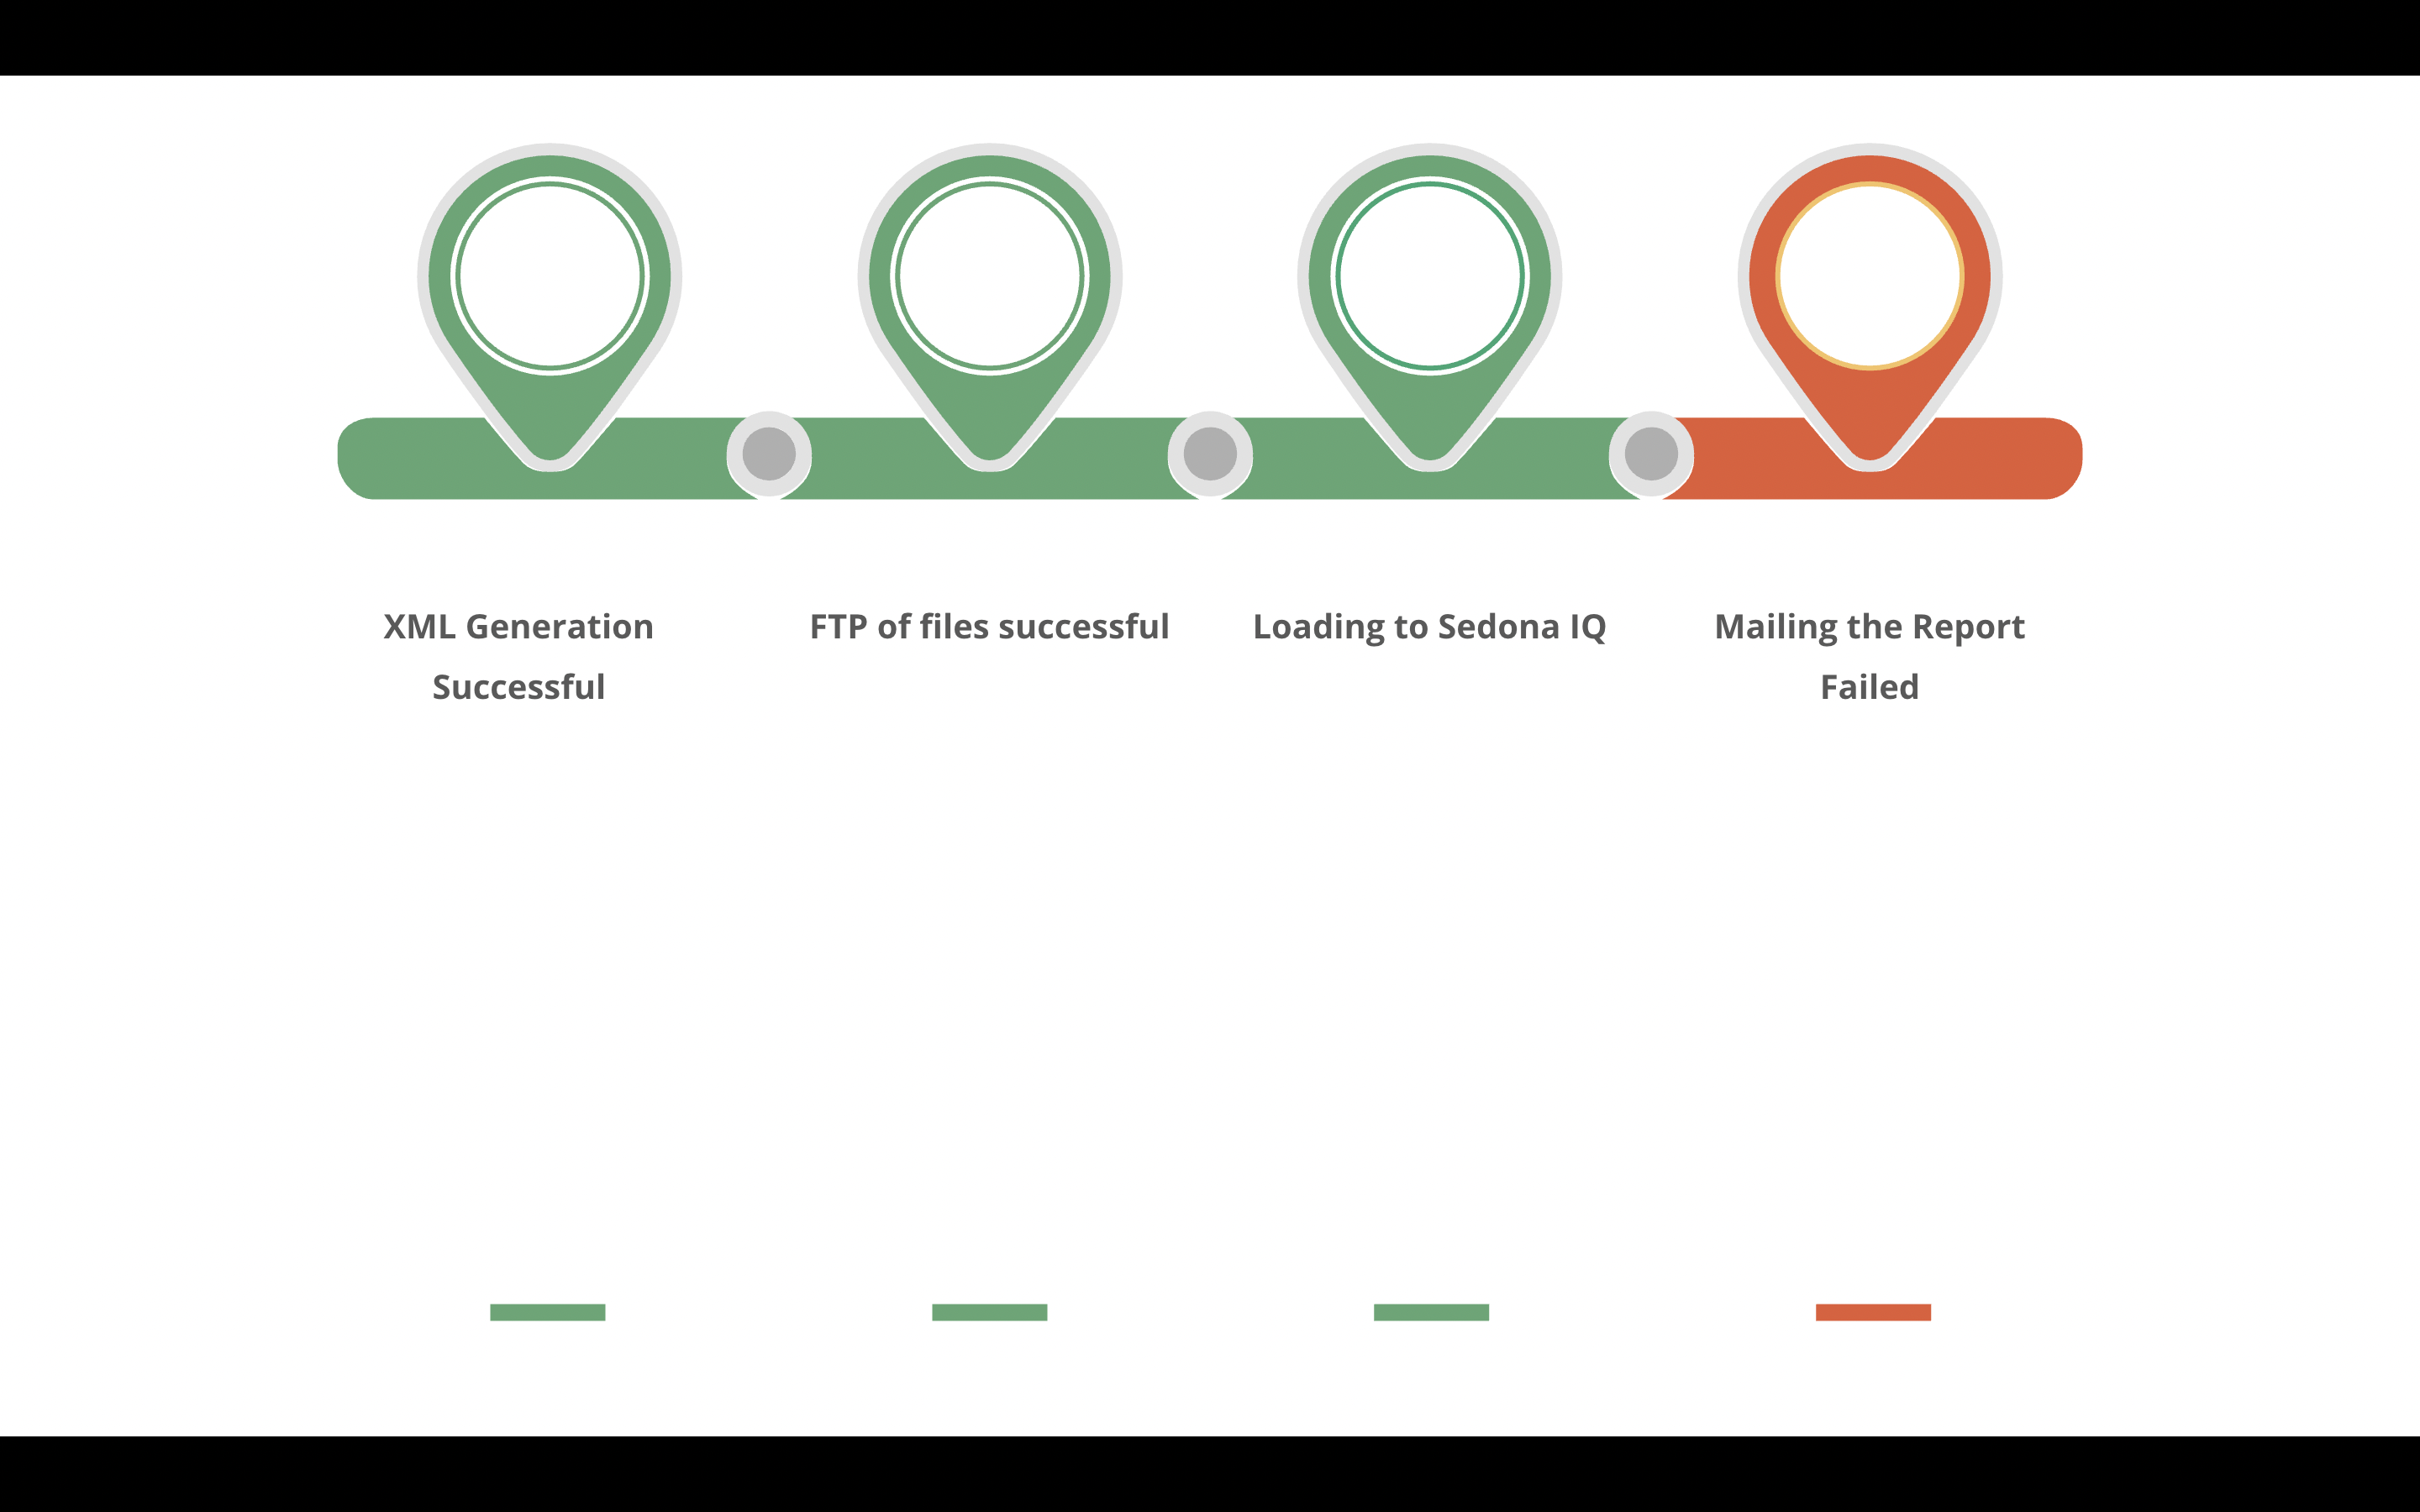 XML Generation
Successful
FTP of files successful
Loading to Sedona IQ
Mailing the Report
Failed